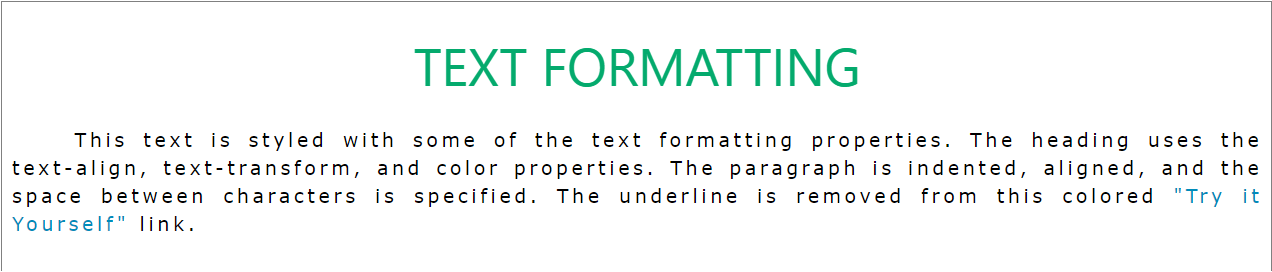 TEXT FORMATTING
This text is styled with some of the text formatting properties. The heading uses the
text-align, text-transform, and color properties. The paragraph is indented, aligned, and the
space between characters is specified. The underline is removed from this colored "Try it
Yourself" link.